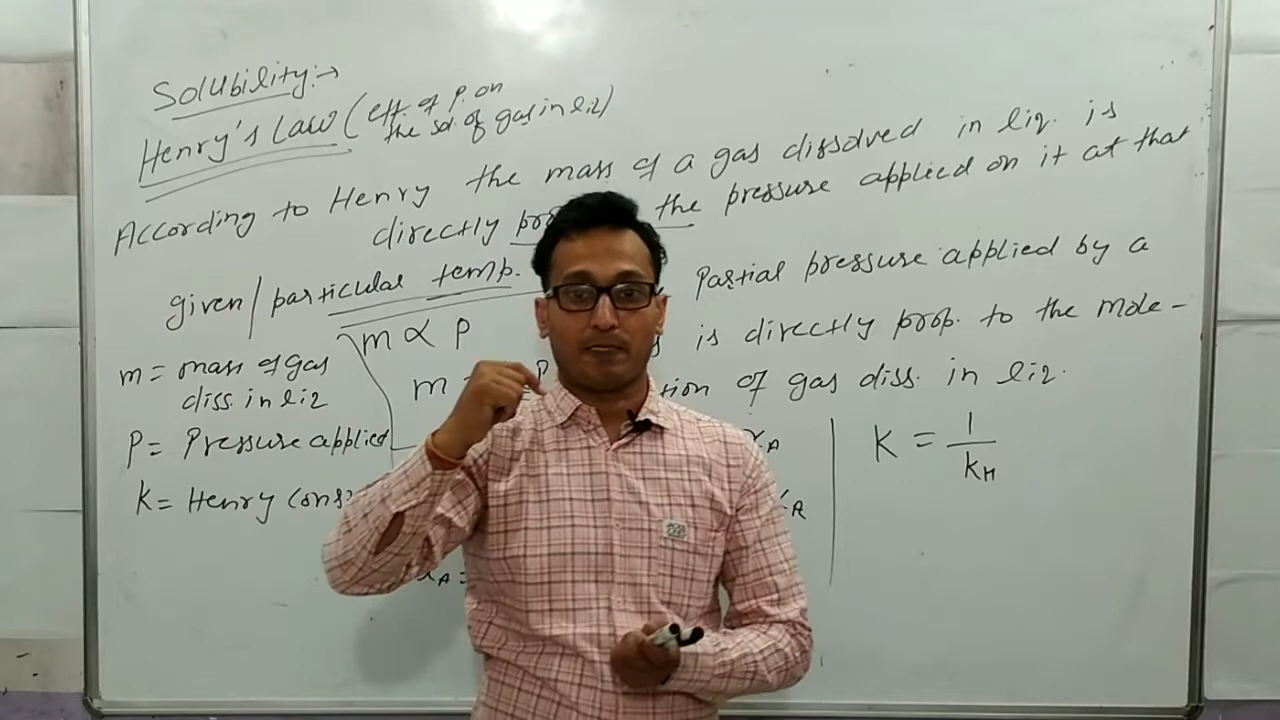 Solubility:→
Henry's Law (eff. of P. on
the sol. of gas in liq)
According to Henry the mass of a gas dissolved in liq. is
directly the pressure applied on it at that
given/particular temp. Partial pressure applied by a
m ∝ P is directly prop. to the mole-
m = mass of gas
diss. in liq
m = of gas diss. in liq.
P = Pressure applied
K = 1/KH
K = Henry